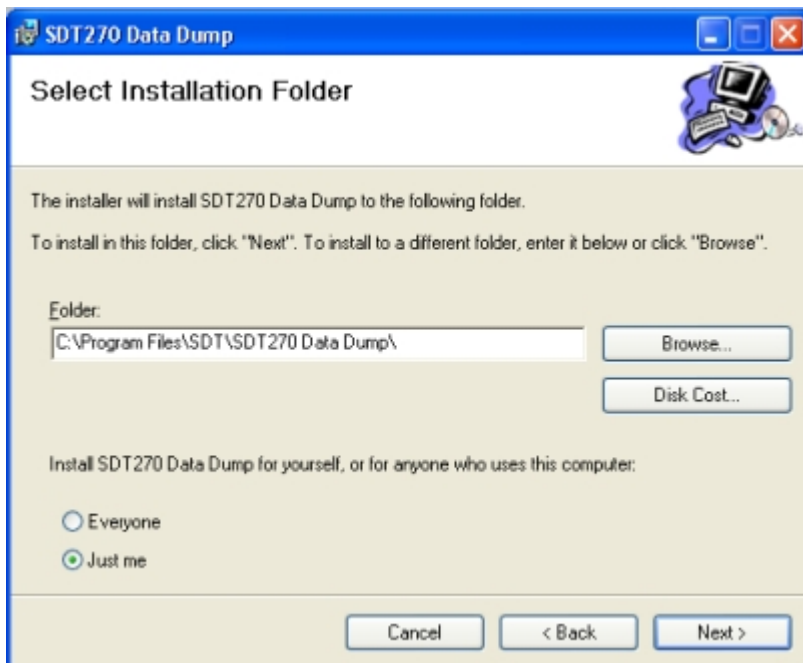 SDT270 Data Dump
Select Installation Folder
The installer will install SDT270 Data Dump to the following folder.
To install in this folder, click "Next". To install to a different folder, enter it below or click "Browse".
Folder:
C:\Program Files\SDT\SDT270 Data Dump\
Browse...
Disk Cost...
Install SDT270 Data Dump for yourself, or for anyone who uses this computer:
Everyone
Just me
Cancel
< Back
Next >